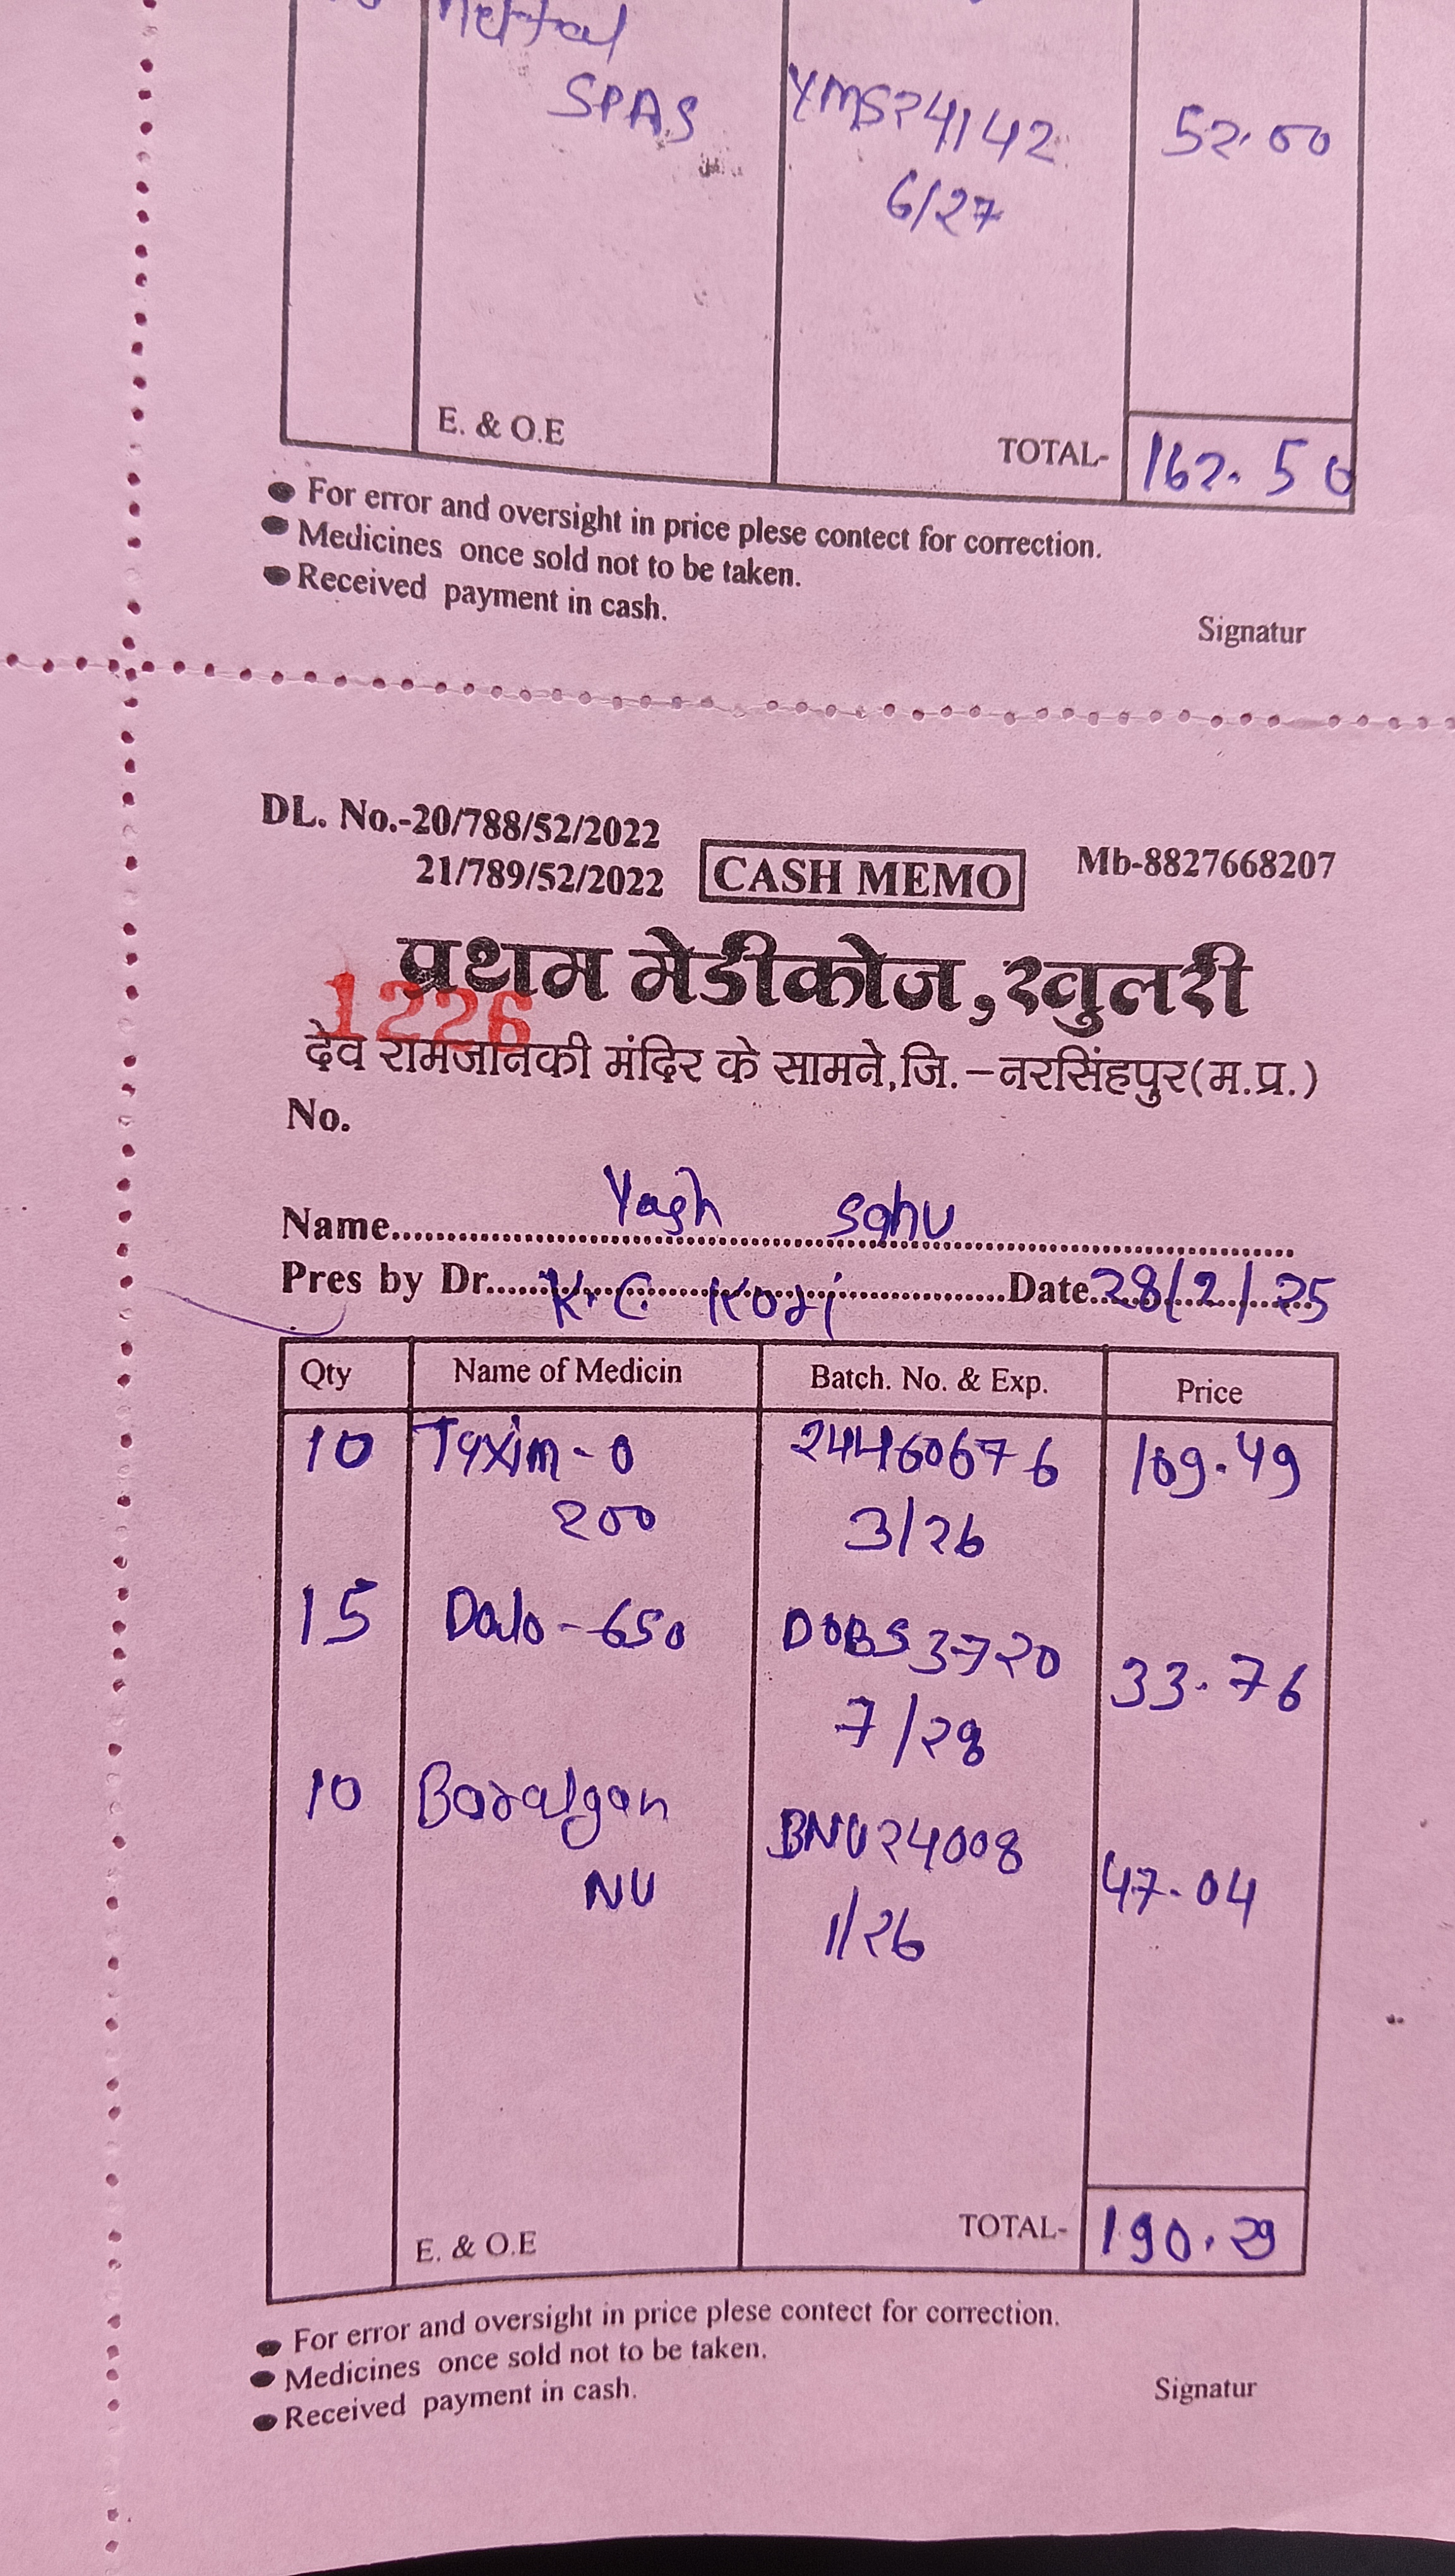 Meftal
SPAS YMS24142 52.00
6/27
E. & O.E TOTAL- 162.50
For error and oversight in price plese contect for correction.
Medicines once sold not to be taken.
Received payment in cash.
Signatur
DL. No.-20/788/52/2022
21/789/52/2022 CASH MEMO Mb-8827668207
प्रथम मेडीकोज, खुलरी
1226
देव रामजानकी मंदिर के सामने,जि.-नरसिंहपुर(म.प्र.)
No.
Name Yash Sahu
Pres by Dr. K.C. Kori Date 28/2/25
Qty Name of Medicin Batch. No. & Exp. Price
10 Taxim-O 24460676 109.49
200 3/26
15 Dolo-650 DOBS3720 33.76
7/28
10 Baralgan BNU24008 47.04
NU 1/26
E. & O.E TOTAL- 190.29
For error and oversight in price plese contect for correction.
Medicines once sold not to be taken.
Received payment in cash.
Signatur